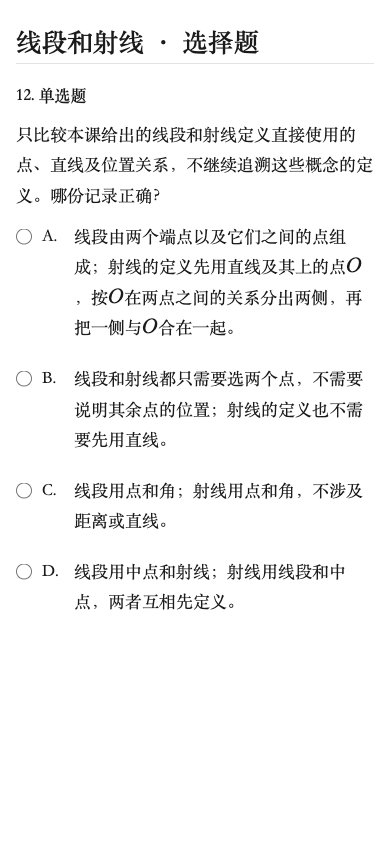 线段和射线 · 选择题
12. 单选题
只比较本课给出的线段和射线定义直接使用的
点、直线及位置关系，不继续追溯这些概念的定
义。哪份记录正确?
A. 线段由两个端点以及它们之间的点组
成；射线的定义先用直线及其上的点O
，按O在两点之间的关系分出两侧，再
把一侧与O合在一起。
B. 线段和射线都只需要选两个点，不需要
说明其余点的位置；射线的定义也不需
要先用直线。
C. 线段用点和角；射线用点和角，不涉及
距离或直线。
D. 线段用中点和射线；射线用线段和中
点，两者互相先定义。